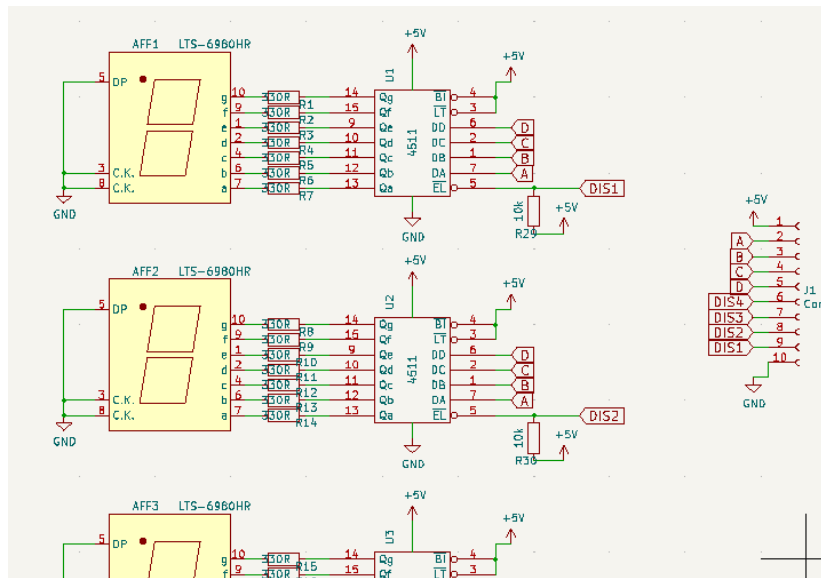 AFF1 LTS-6980HR
+5V
U1
+5V
5 DP
g 10 330R R1 14 Qg BI 4
f 9 330R R2 15 Qf LT 3
e 1 330R R3 9 Qe DD 6 D
d 2 330R R4 10 Qd DC 2 C
c 4 330R R5 11 Qc DB 1 B
3 C.K. b 6 330R R6 12 Qb DA 7 A
8 C.K. a 7 330R R7 13 Qa EL 5 DIS1
4511
GND
10k
R29
+5V
GND
AFF2 LTS-6980HR
+5V
U2
+5V
5 DP
g 10 330R R8 14 Qg BI 4
f 9 330R R9 15 Qf LT 3
e 1 330R R10 9 Qe DD 6 D
d 2 330R R11 10 Qd DC 2 C
c 4 330R R12 11 Qc DB 1 B
3 C.K. b 6 330R R13 12 Qb DA 7 A
8 C.K. a 7 330R R14 13 Qa EL 5 DIS2
4511
GND
10k
R30
+5V
GND
AFF3 LTS-6980HR
+5V
U3
+5V
5 DP
g 10 330R R15 14 Qg BI 4
f 9 330R 15 Qf LT 3
+5V
1
A 2
B 3
C 4
D 5
DIS4 6
DIS3 7
DIS2 8
DIS1 9
10
J1
GND